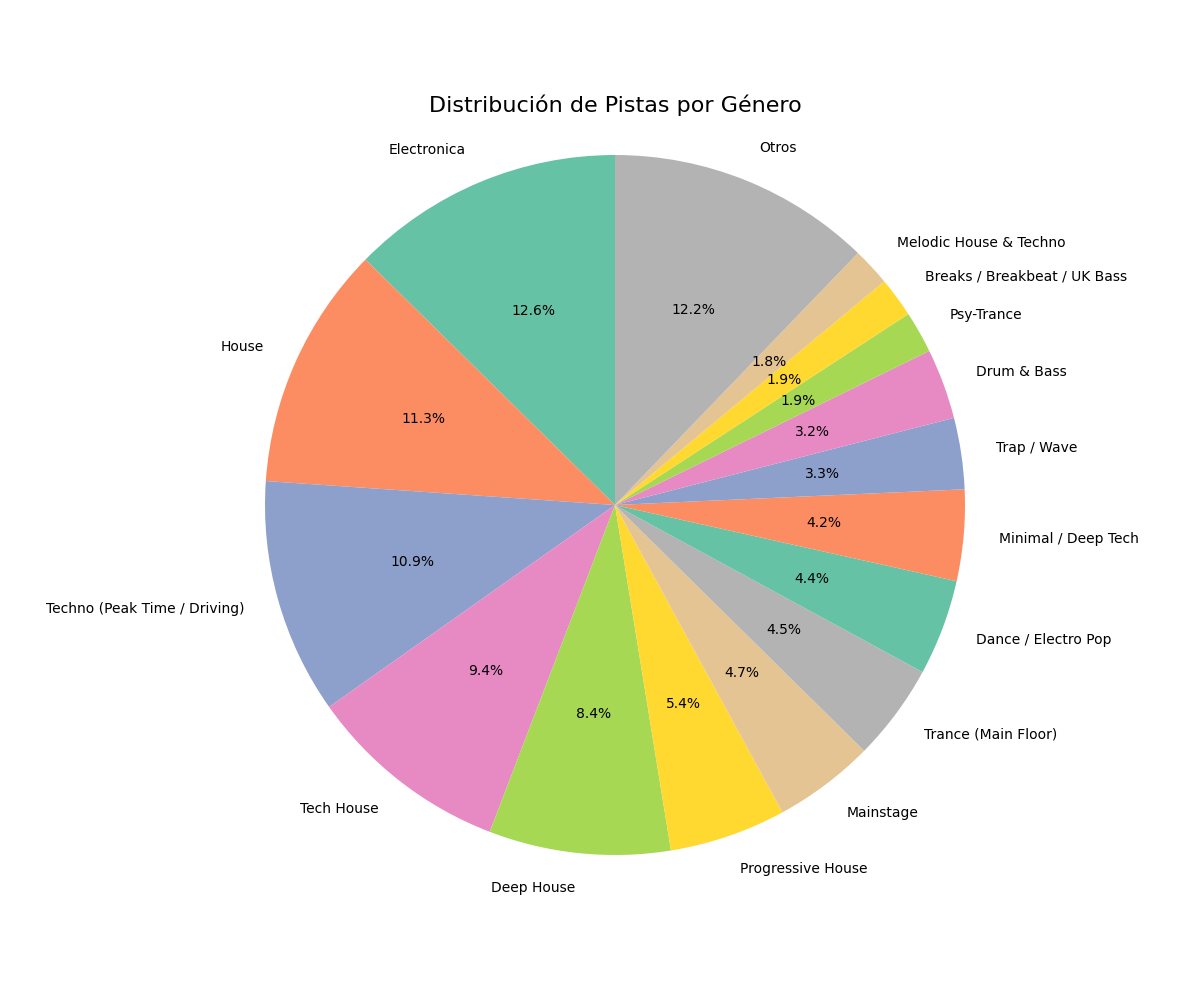 Distribución de Pistas por Género
Electronica
12.6%
House
11.3%
Techno (Peak Time / Driving)
10.9%
Tech House
9.4%
Deep House
8.4%
Progressive House
5.4%
Mainstage
4.7%
Trance (Main Floor)
4.5%
Dance / Electro Pop
4.4%
Minimal / Deep Tech
4.2%
Trap / Wave
3.3%
Drum & Bass
3.2%
Psy-Trance
1.9%
Breaks / Breakbeat / UK Bass
1.9%
Melodic House & Techno
1.8%
Otros
12.2%